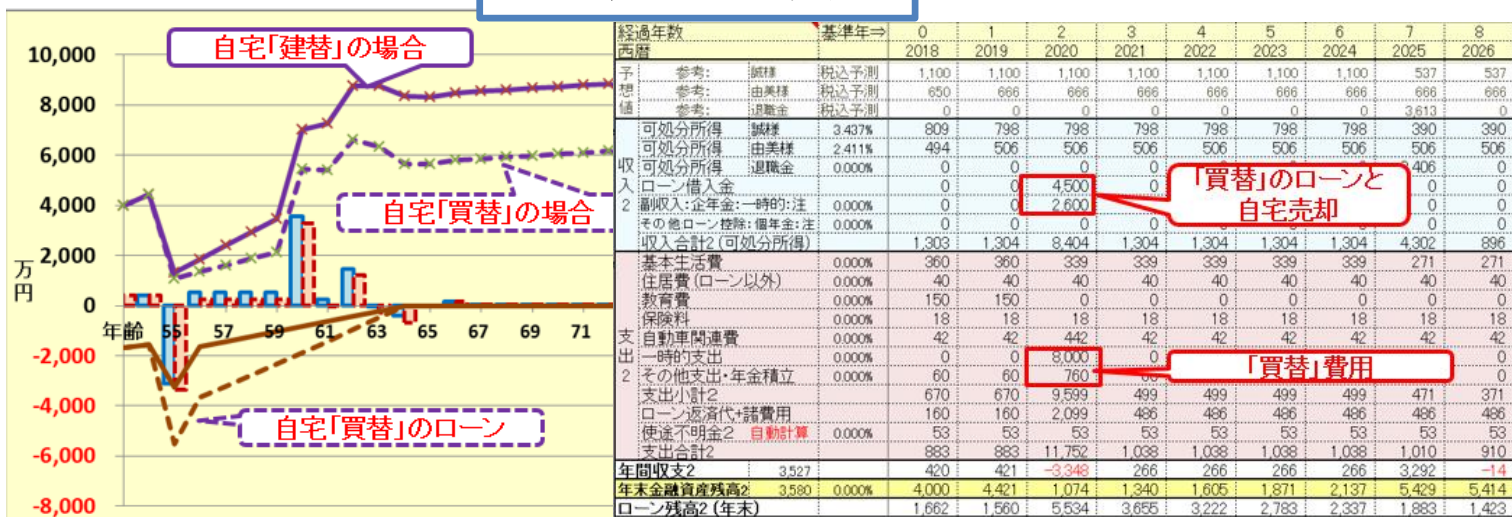 自宅「建替」の場合
自宅「買替」の場合
自宅「買替」のローン
万円
10,000
8,000
6,000
4,000
2,000
0
-2,000
-4,000
-6,000
-8,000
年齢 55 57 59 61 63 65 67 69 71
経過年数 基準年⇒ 0 1 2 3 4 5 6 7 8
西暦 2018 2019 2020 2021 2022 2023 2024 2025 2026
予想値
参考: 誠様 税込予測 1,100 1,100 1,100 1,100 1,100 1,100 1,100 537 537
参考: 由美様 税込予測 650 666 666 666 666 666 666 666 666
参考: 退職金 税込予測 0 0 0 0 0 0 0 3,613 0
収入2
可処分所得 誠様 3.437% 809 798 798 798 798 798 798 390 390
可処分所得 由美様 2.411% 494 506 506 506 506 506 506 506 506
可処分所得 退職金 0.000% 0 0 0 0 406 0
ローン借入金 0 0 4,500 0 0 0
副収入:企年金:一時的:注 0.000% 0 0 2,600 0 0 0
その他ローン控除:個年金:注 0.000% 0 0 0 0 0 0
収入合計2(可処分所得) 1,303 1,304 8,404 1,304 1,304 1,304 1,304 4,302 896
「買替」のローンと
自宅売却
支出2
基本生活費 0.000% 360 360 339 339 339 339 339 271 271
住居費(ローン以外) 0.000% 40 40 40 40 40 40 40 40 40
教育費 0.000% 150 150 0 0 0 0 0 0 0
保険料 0.000% 18 18 18 18 18 18 18 18 18
自動車関連費 0.000% 42 42 442 42 42 42 42 42 42
一時的支出 0.000% 0 0 8,000 0 0
その他支出・年金積立 0.000% 60 60 760 0
支出小計2 670 670 9,599 499 499 499 499 471 371
ローン返済代+諸費用 160 160 2,099 486 486 486 486 486 486
使途不明金2 自動計算 0.000% 53 53 53 53 53 53 53 53 53
支出合計2 883 883 11,752 1,038 1,038 1,038 1,038 1,010 910
「買替」費用
年間収支2 3,527 420 421 -3,348 266 266 266 266 3,292 -14
年末金融資産残高2 3,580 0.000% 4,000 4,421 1,074 1,340 1,605 1,871 2,137 5,429 5,414
ローン残高2(年末) 1,662 1,560 5,534 3,655 3,222 2,783 2,337 1,883 1,423